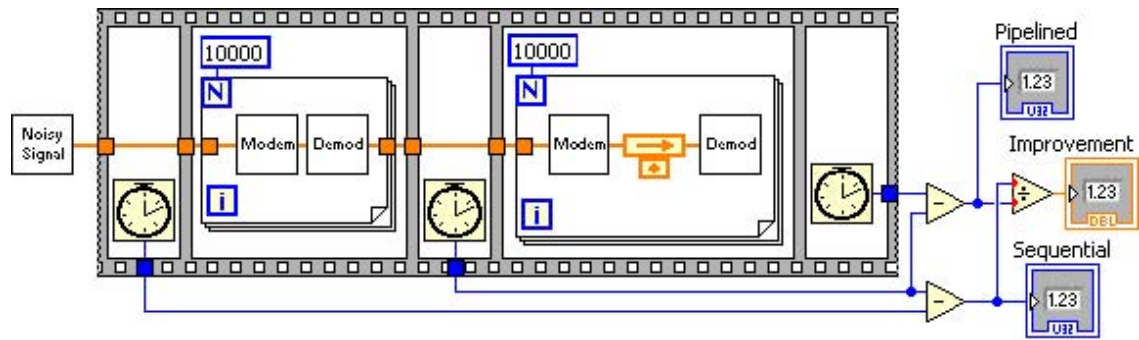 Noisy
Signal
10000
N
Modem
Demod
i
10000
N
Modem
Demod
i
Pipelined
1.23
U32
Improvement
1.23
DBL
Sequential
1.23
U32